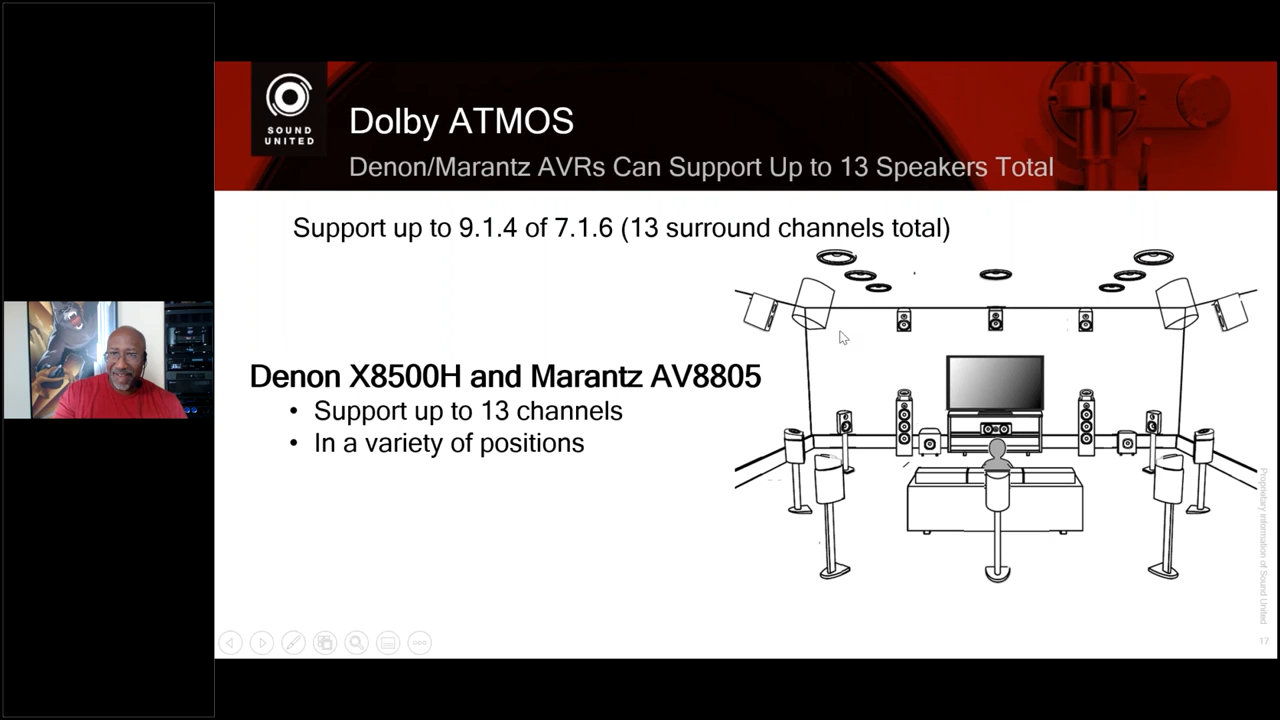 SOUND
UNITED
Dolby ATMOS
Denon/Marantz AVRs Can Support Up to 13 Speakers Total
Support up to 9.1.4 of 7.1.6 (13 surround channels total)
Denon X8500H and Marantz AV8805
• Support up to 13 channels
• In a variety of positions
Proprietary information of Sound United
17